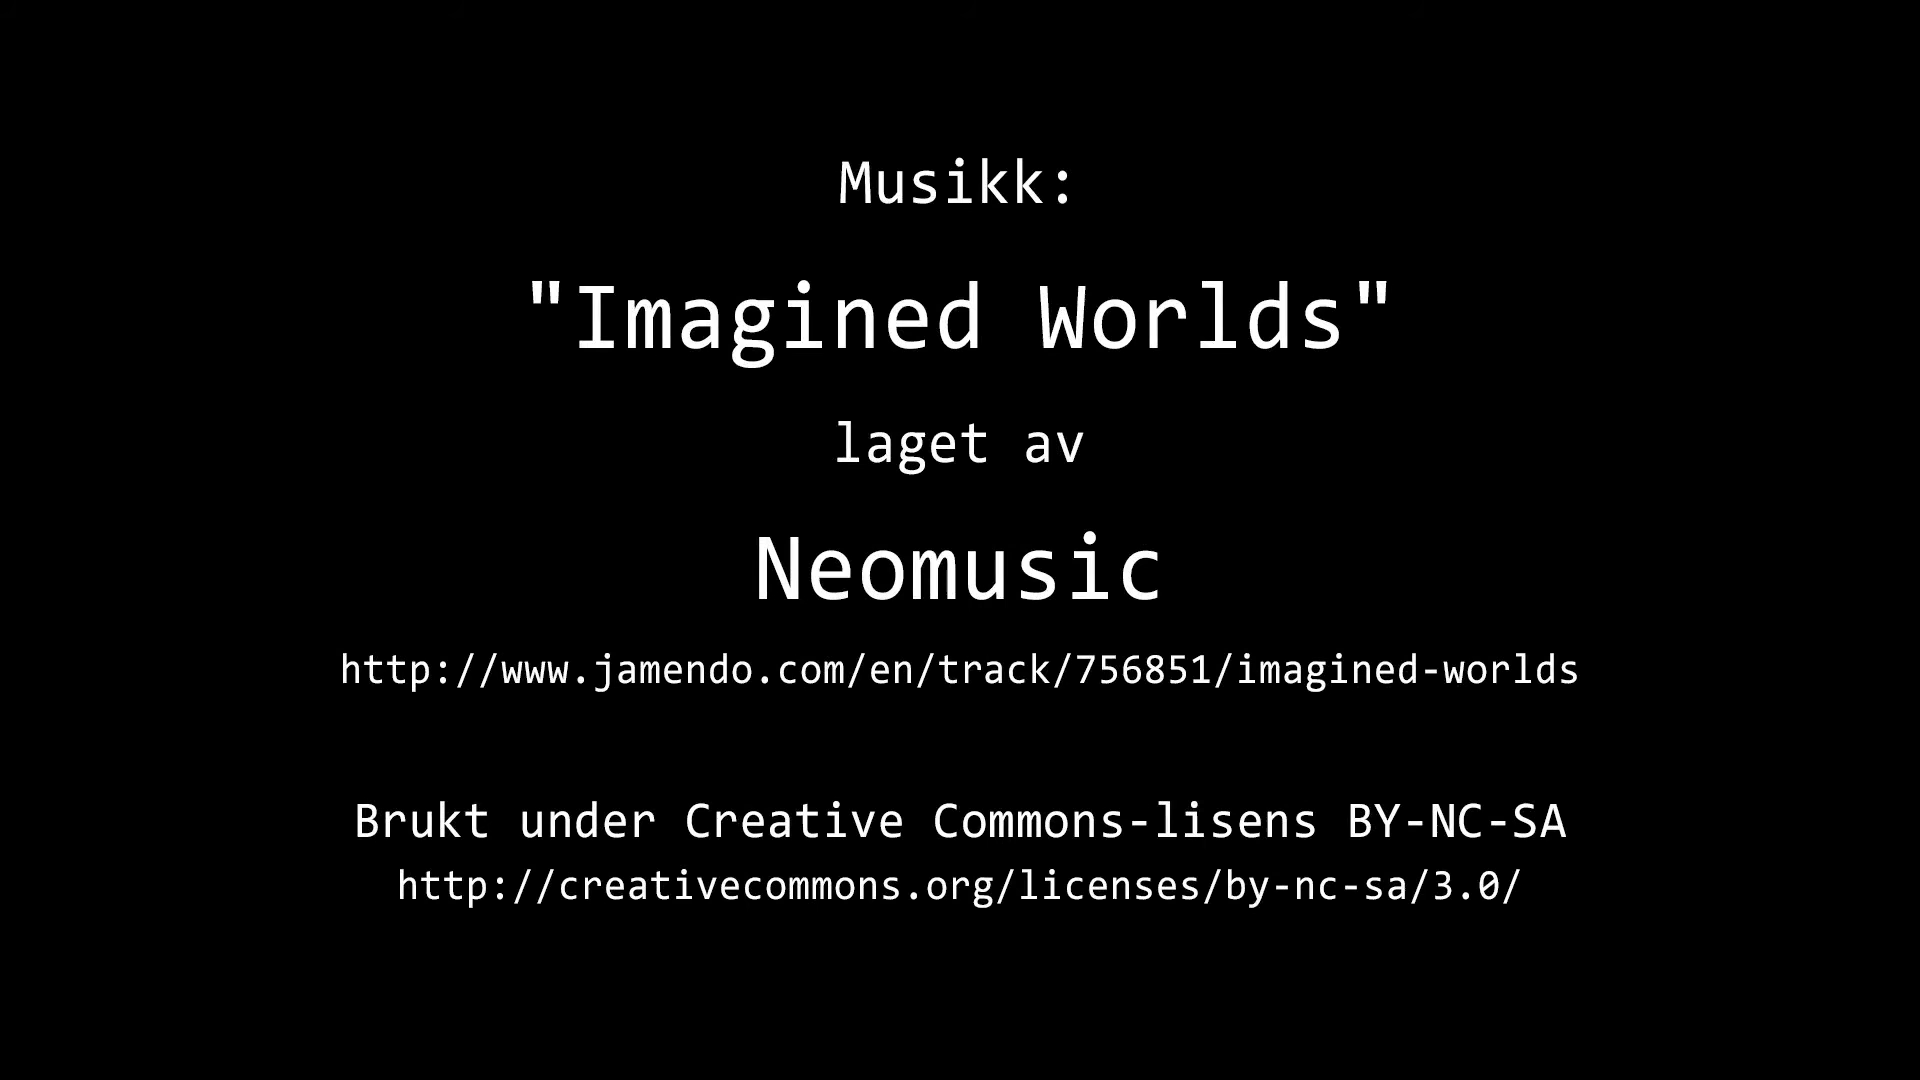 Musikk:
"Imagined Worlds"
laget av
Neomusic
http://www.jamendo.com/en/track/756851/imagined-worlds
Brukt under Creative Commons-lisens BY-NC-SA
http://creativecommons.org/licenses/by-nc-sa/3.0/